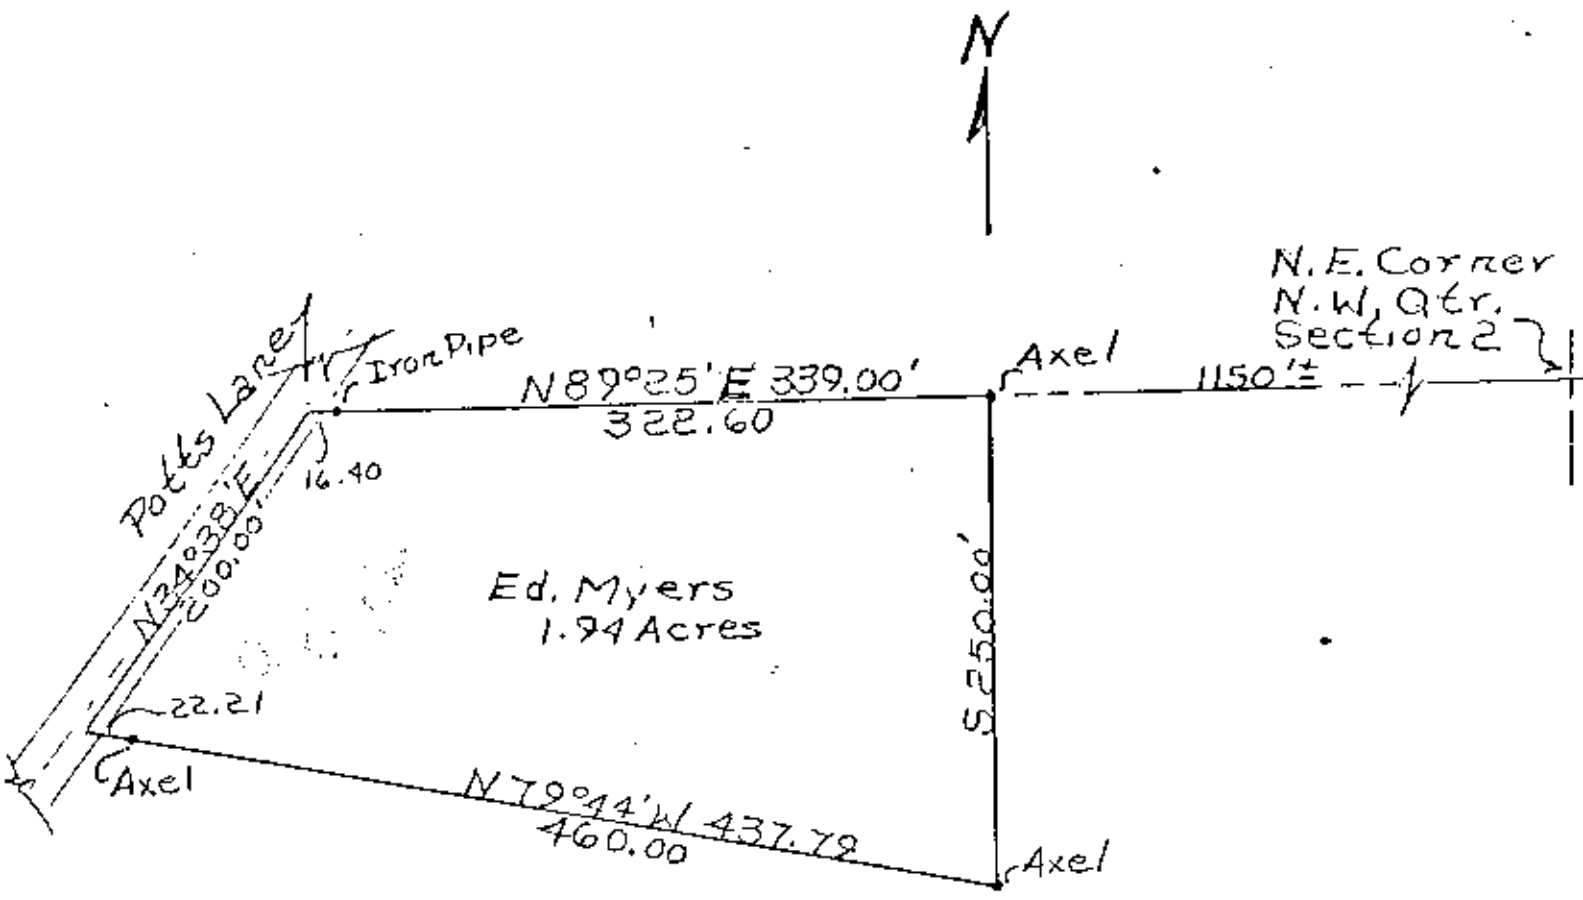 N
N.E. Corner
N.W. Qtr.
Section 2
Potts Lane
Iron Pipe
N 89°25' E 339.00'
322.60
Axel
1150'±
16.40
N 34°38' E
200.00'
Ed. Myers
1.94 Acres
S 250.00'
22.21
Axel
N 79°44' W 437.79
460.00
Axel